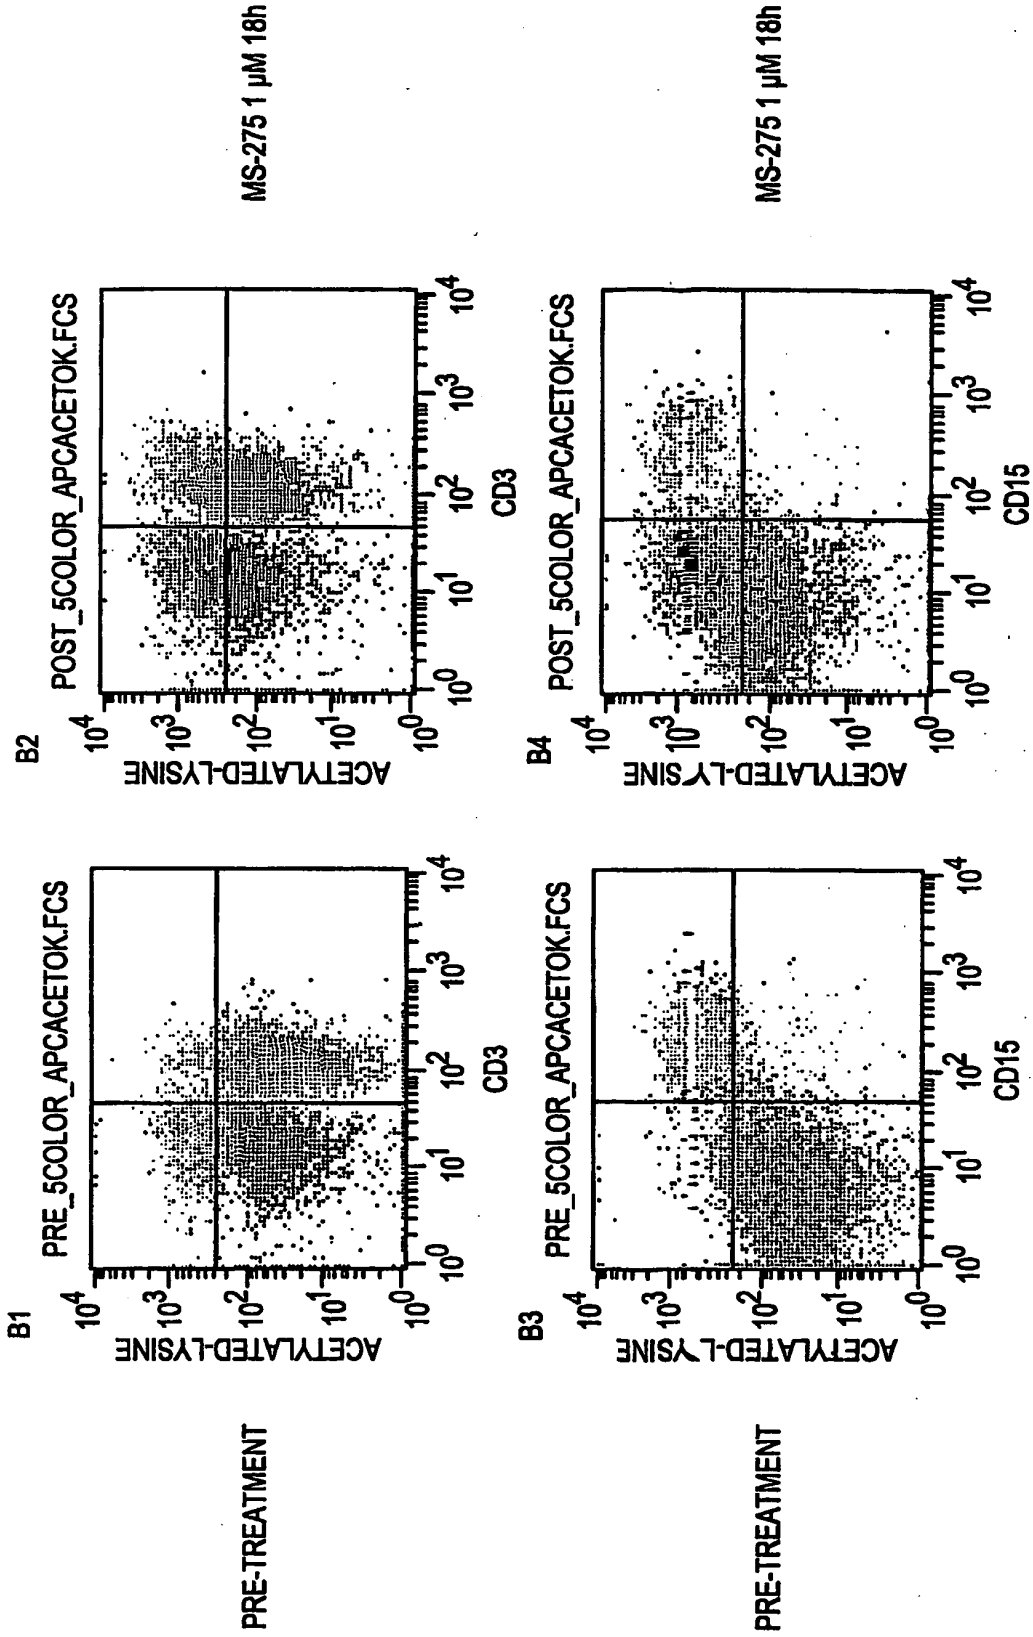 PRE-TREATMENT
B1
PRE_5COLOR_APCACETOK.FCS
ACETYLATED-LYSINE
10^4
10^3
10^2
10^1
10^0
10^0 10^1 10^2 10^3 10^4
CD3
B2
POST_5COLOR_APCACETOK.FCS
ACETYLATED-LYSINE
10^4
10^3
10^2
10^1
10^0
10^0 10^1 10^2 10^3 10^4
CD3
MS-275 1 µM 18h
PRE-TREATMENT
B3
PRE_5COLOR_APCACETOK.FCS
ACETYLATED-LYSINE
10^4
10^3
10^2
10^1
10^0
10^0 10^1 10^2 10^3 10^4
CD15
B4
POST_5COLOR_APCACETOK.FCS
ACETYLATED-LYSINE
10^4
10^3
10^2
10^1
10^0
10^0 10^1 10^2 10^3 10^4
CD15
MS-275 1 µM 18h